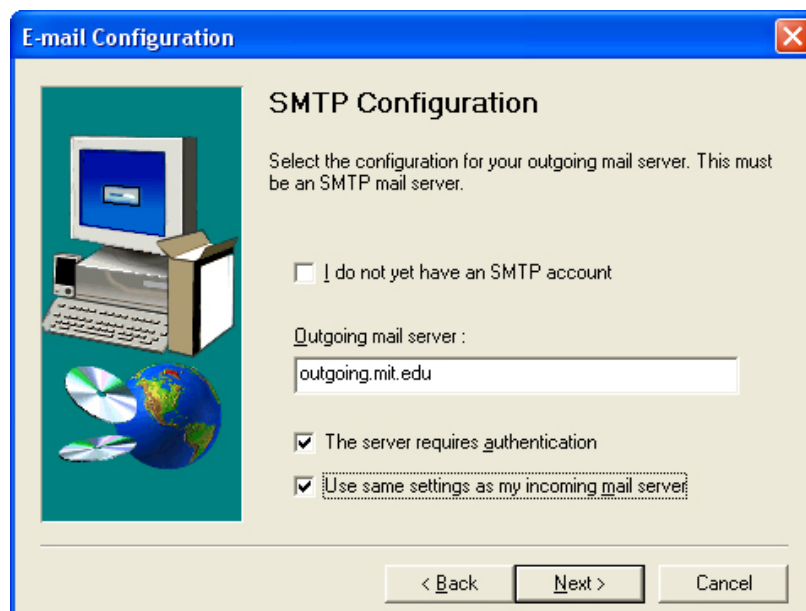 E-mail Configuration
SMTP Configuration
Select the configuration for your outgoing mail server. This must
be an SMTP mail server.
I do not yet have an SMTP account
Outgoing mail server :
outgoing.mit.edu
The server requires authentication
Use same settings as my incoming mail server
< Back
Next >
Cancel